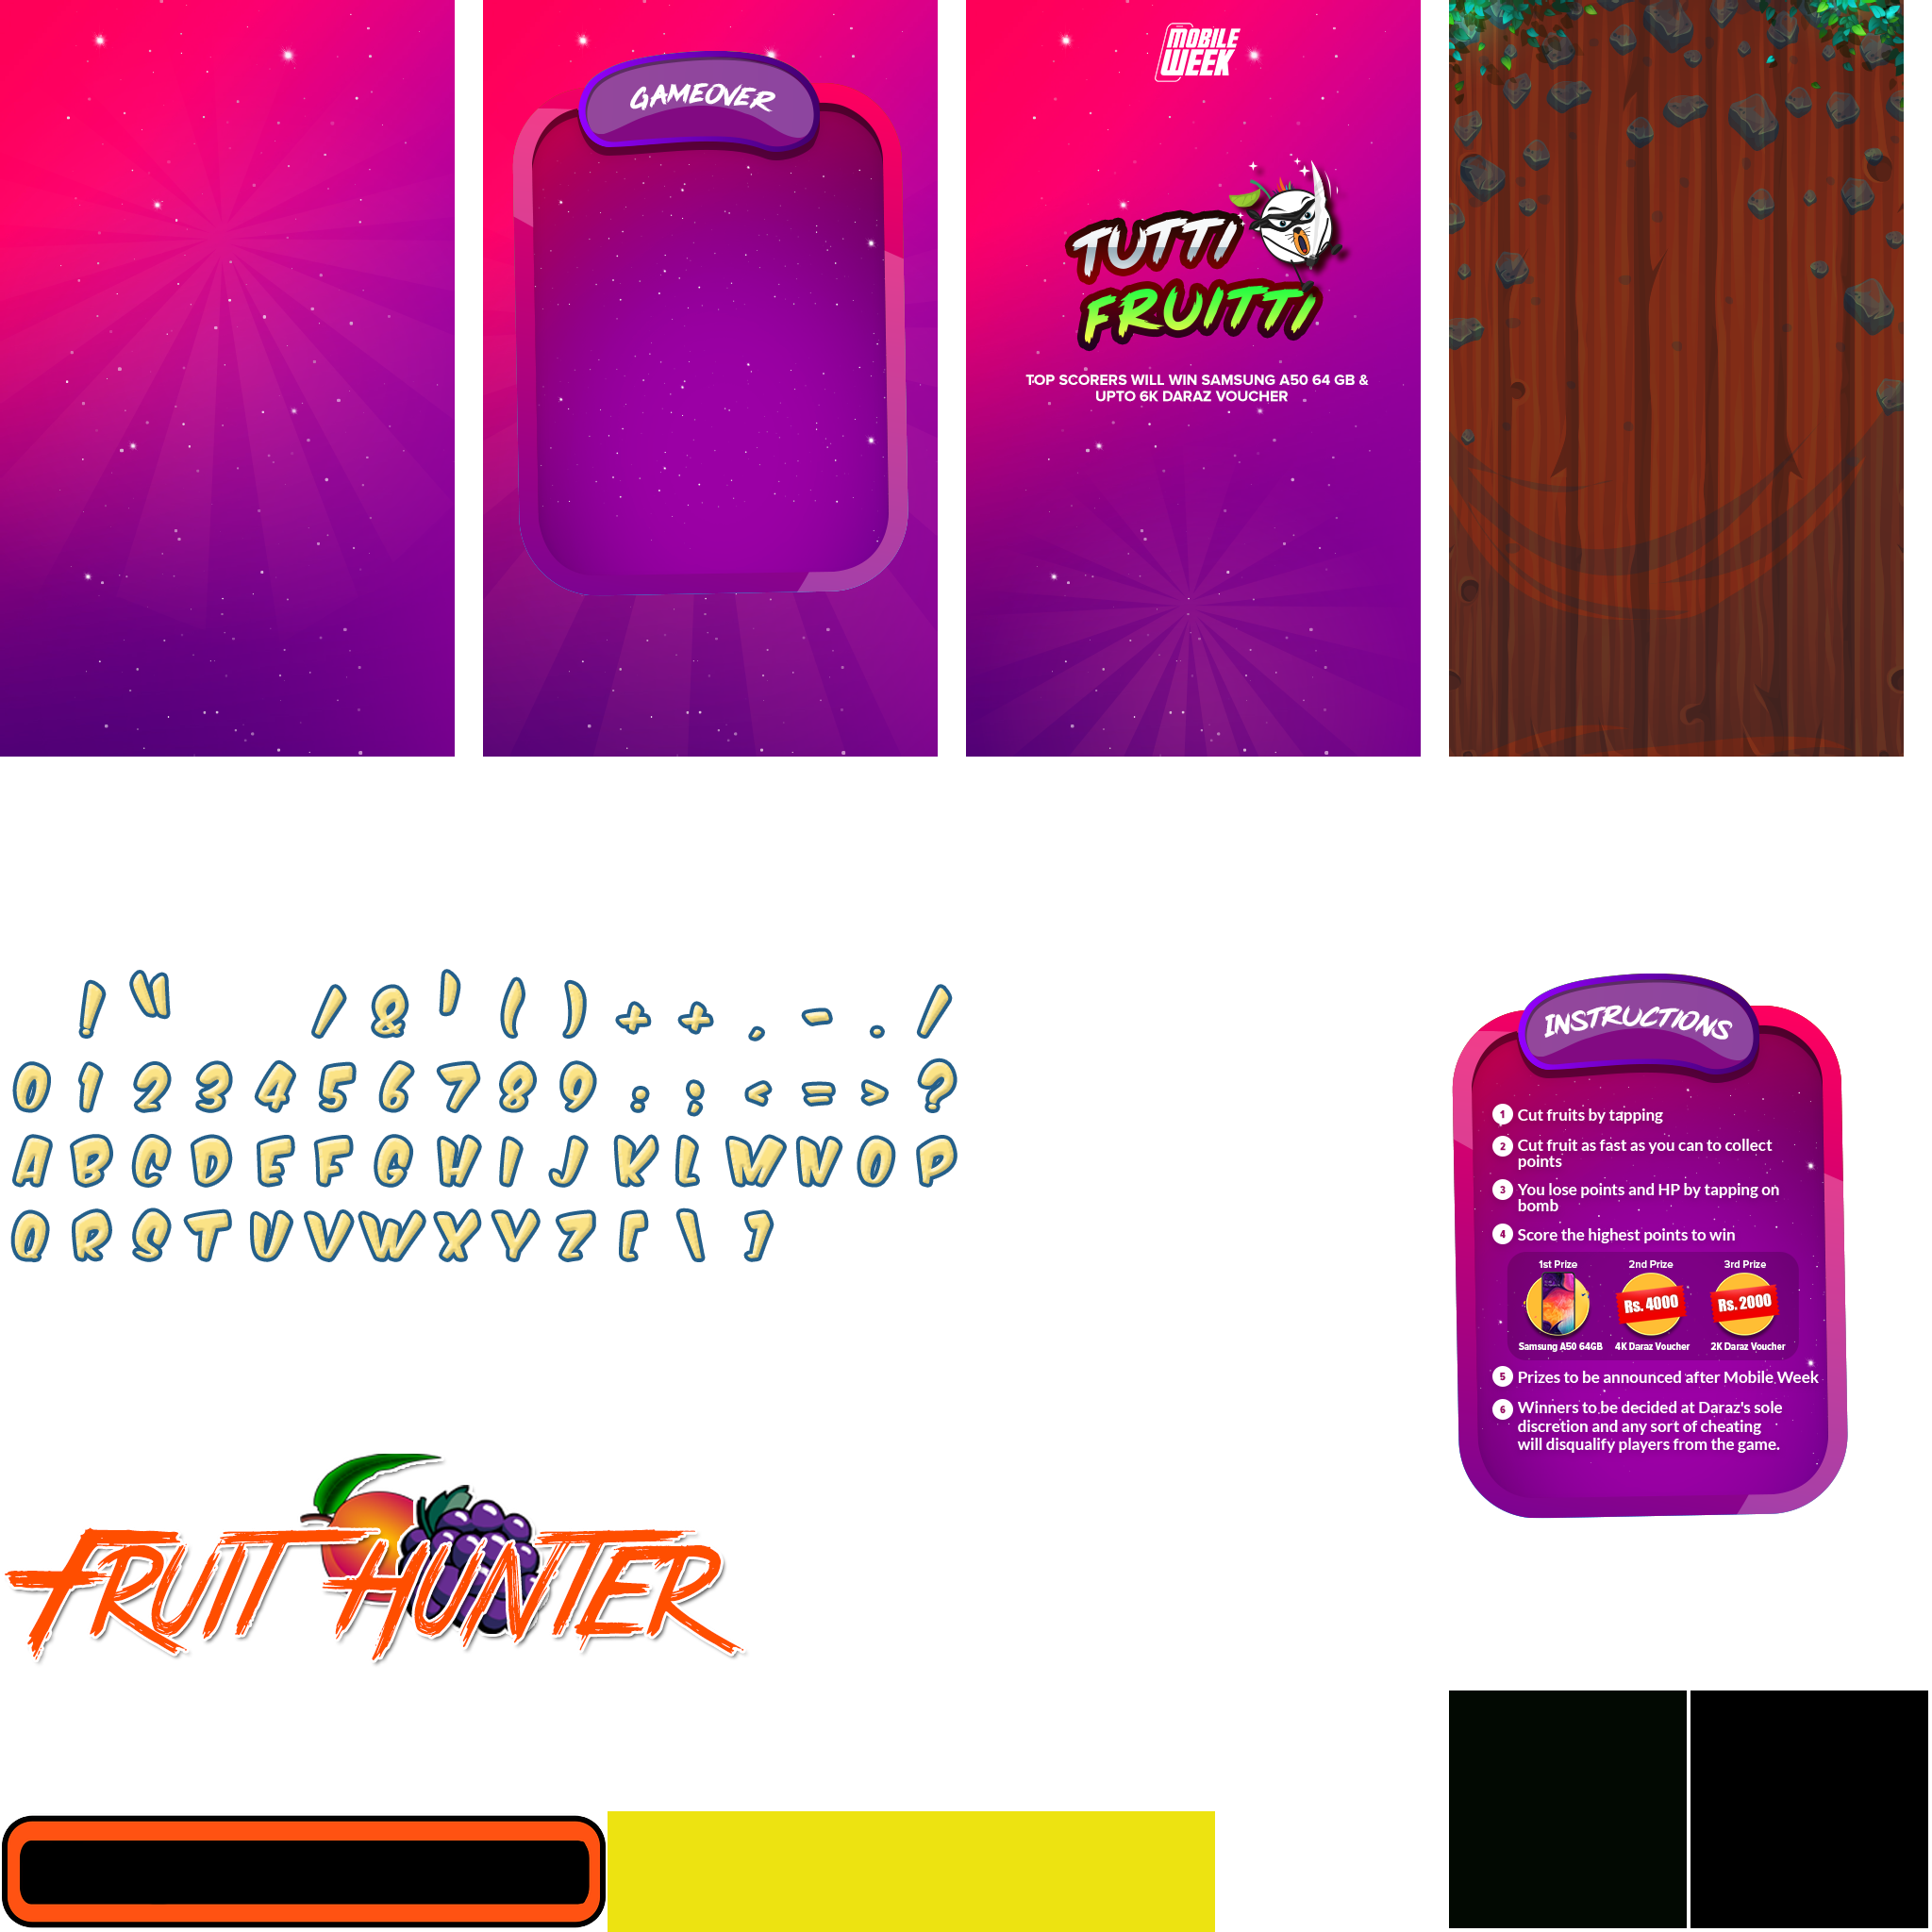 GAMEOVER
MOBILE
WEEK
TUTTI
FRUITTI
TOP SCORERS WILL WIN SAMSUNG A50 64 GB &
UPTO 6K DARAZ VOUCHER
! " / & ' ( ) + + , - . /
0 1 2 3 4 5 6 7 8 9 : ; < = > ?
A B C D E F G H I J K L M N O P
Q R S T U V W X Y Z [ \ ]
INSTRUCTIONS
1 Cut fruits by tapping
2 Cut fruit as fast as you can to collect
points
3 You lose points and HP by tapping on
bomb
4 Score the highest points to win
1st Prize 2nd Prize 3rd Prize
Rs. 4000 Rs. 2000
Samsung A50 64GB 4K Daraz Voucher 2K Daraz Voucher
5 Prizes to be announced after Mobile Week
6 Winners to be decided at Daraz's sole
discretion and any sort of cheating
will disqualify players from the game.
FRUIT HUNTER